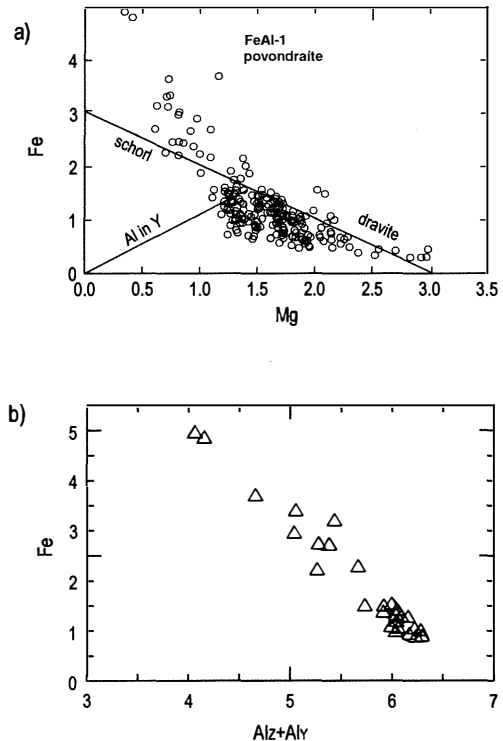 a)
FeAl-1
povondraíte
5
4
3
2
1
0
Fe
schorl
Al in Y
dravite
0.0 0.5 1.0 1.5 2.0 2.5 3.0 3.5
Mg
b)
5
4
3
2
1
0
Fe
3 4 5 6 7
Alz+AlY